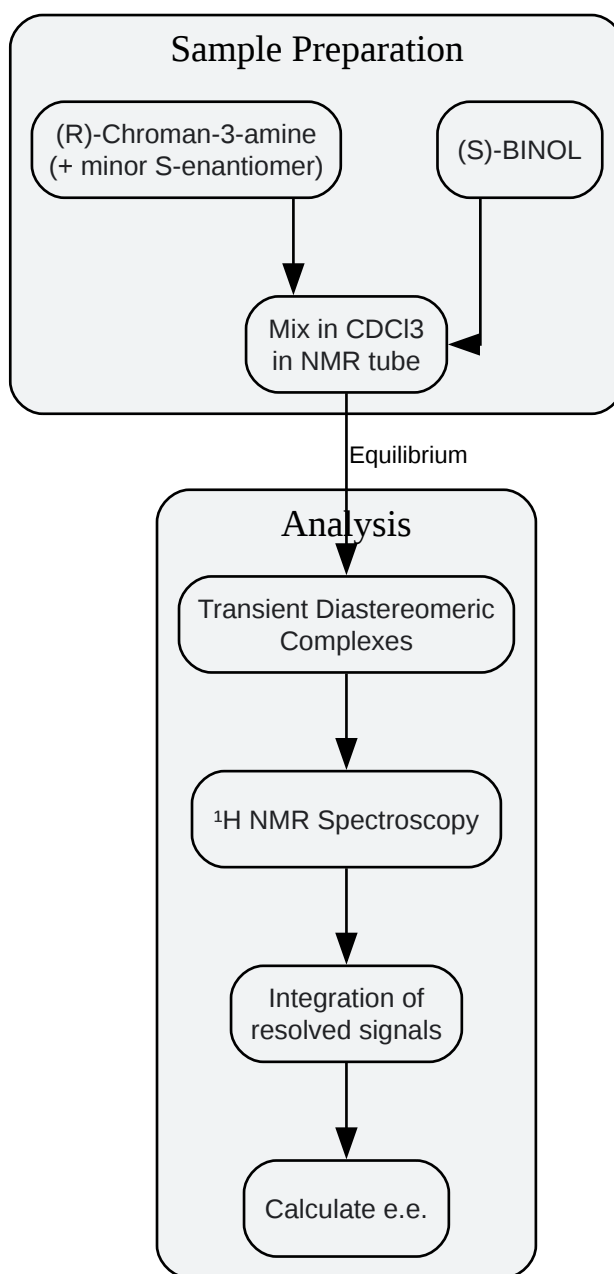 Sample Preparation
(R)-Chroman-3-amine
(+ minor S-enantiomer)
(S)-BINOL
Mix in CDCl3
in NMR tube
Equilibrium
Analysis
Transient Diastereomeric
Complexes
¹H NMR Spectroscopy
Integration of
resolved signals
Calculate e.e.